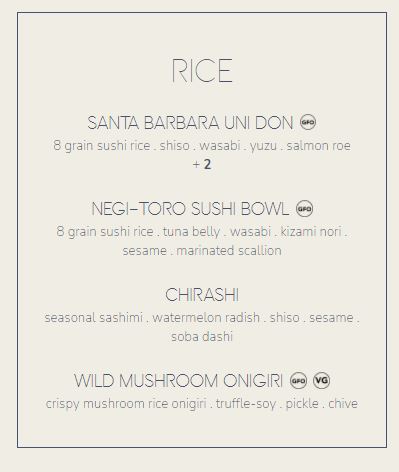 RICE
SANTA BARBARA UNI DON GFO
8 grain sushi rice . shiso . wasabi . yuzu . salmon roe
+ 2
NEGI-TORO SUSHI BOWL GFO
8 grain sushi rice . tuna belly . wasabi . kizami nori .
sesame . marinated scallion
CHIRASHI
seasonal sashimi . watermelon radish . shiso . sesame .
soba dashi
WILD MUSHROOM ONIGIRI GFO VG
crispy mushroom rice onigiri . truffle-soy . pickle . chive